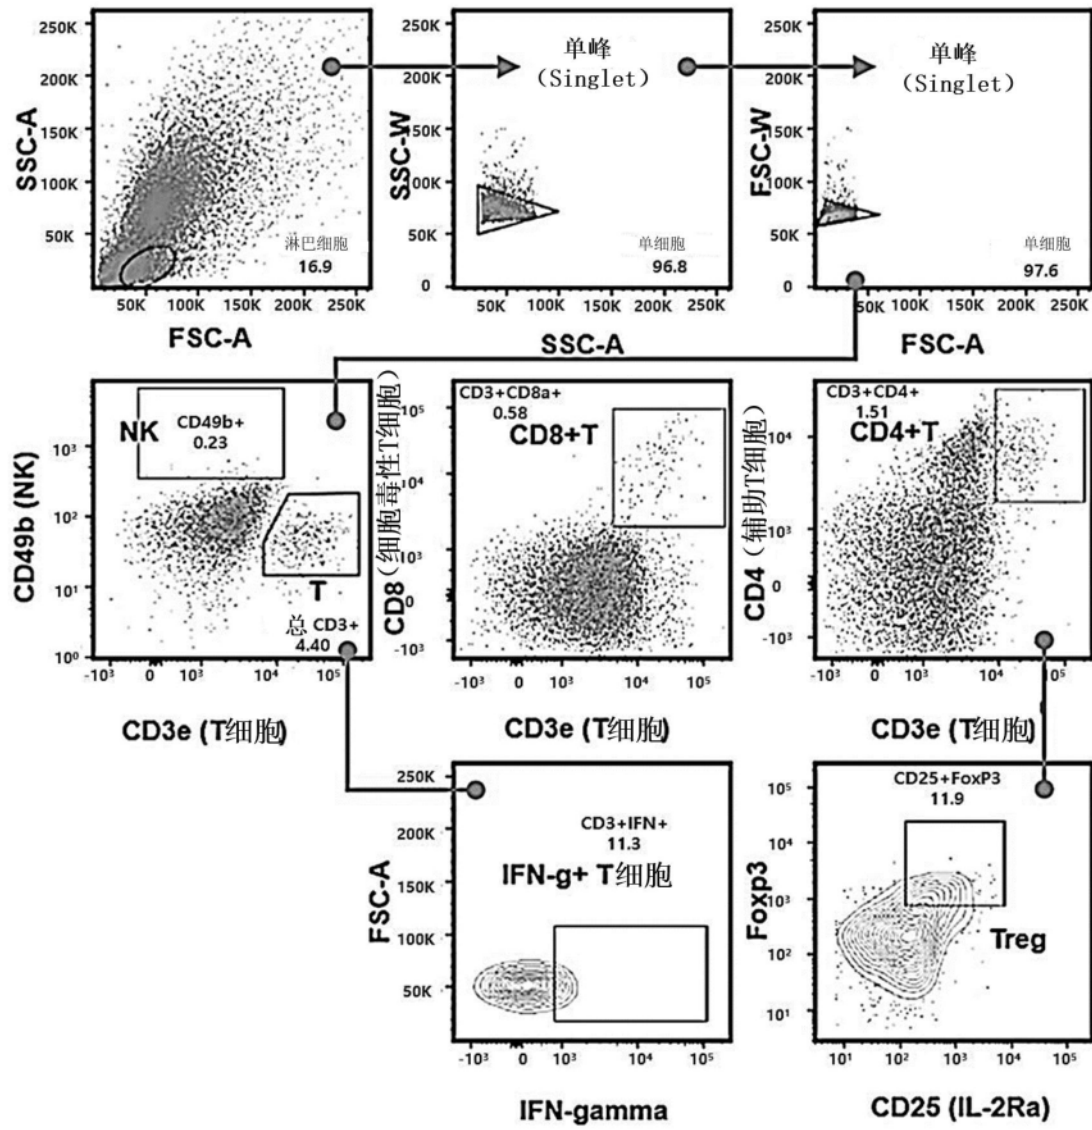 250K
200K
150K
100K
50K
SSC-A
淋巴细胞
16.9
50K 100K 150K 200K 250K
FSC-A
250K
200K
150K
100K
50K
0
SSC-W
单峰
(Singlet)
单细胞
96.8
50K 100K 150K 200K 250K
SSC-A
250K
200K
150K
100K
50K
0
FSC-W
单峰
(Singlet)
单细胞
97.6
50K 100K 150K 200K 250K
FSC-A
10³
10²
10¹
10⁰
CD49b (NK)
NK
CD49b+
0.23
T
总 CD3+
4.40
-10³ 0 10³ 10⁴ 10⁵
CD3e (T细胞)
10⁵
10⁴
10³
0
-10³
CD8(细胞毒性T细胞)
CD3+CD8a+
0.58
CD8+T
-10³ 0 10³ 10⁴ 10⁵
CD3e (T细胞)
10⁴
10³
0
-10³
CD4(辅助T细胞)
CD3+CD4+
1.51
CD4+T
-10³ 0 10³ 10⁴ 10⁵
CD3e (T细胞)
250K
200K
150K
100K
50K
FSC-A
CD3+IFN+
11.3
IFN-g+ T细胞
-10³ 0 10³ 10⁴ 10⁵
IFN-gamma
10⁵
10⁴
10³
10²
10¹
Foxp3
CD25+FoxP3
11.9
Treg
10¹ 10² 10³ 10⁴ 10⁵
CD25 (IL-2Ra)